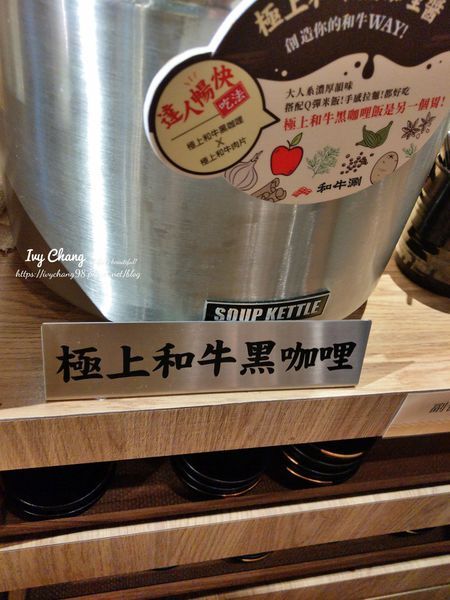 極上和
醬
創造你的和牛WAY!
達人暢快
吃法
極上和牛黑咖哩
×
極上和牛肉片
大人系濃厚韻味
搭配Q彈米飯!手感拉麵!都好吃
極上和牛黑咖哩飯是另一個胃!
和牛涮
Ivy Chang
beautiful!
https://ivychang98.p
.net/blog
SOUP KETTLE
極上和牛黑咖哩